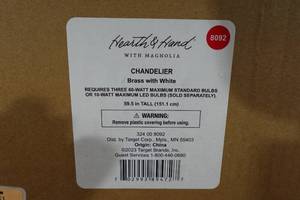 Hearth & Hand
WITH MAGNOLIA
8092
CHANDELIER
Brass with White
REQUIRES THREE 60-WATT MAXIMUM STANDARD BULBS
OR 10-WATT MAXIMUM LED BULBS (SOLD SEPARATELY).
59.5 in TALL (151.1 cm)
WARNING:
Remove plastic covering before using.
324 00 8092
Dist. by Target Corp., Mpls., MN 55403
Origin: China
©2023 Target Brands, Inc.
Guest Services 1-800-440-0680